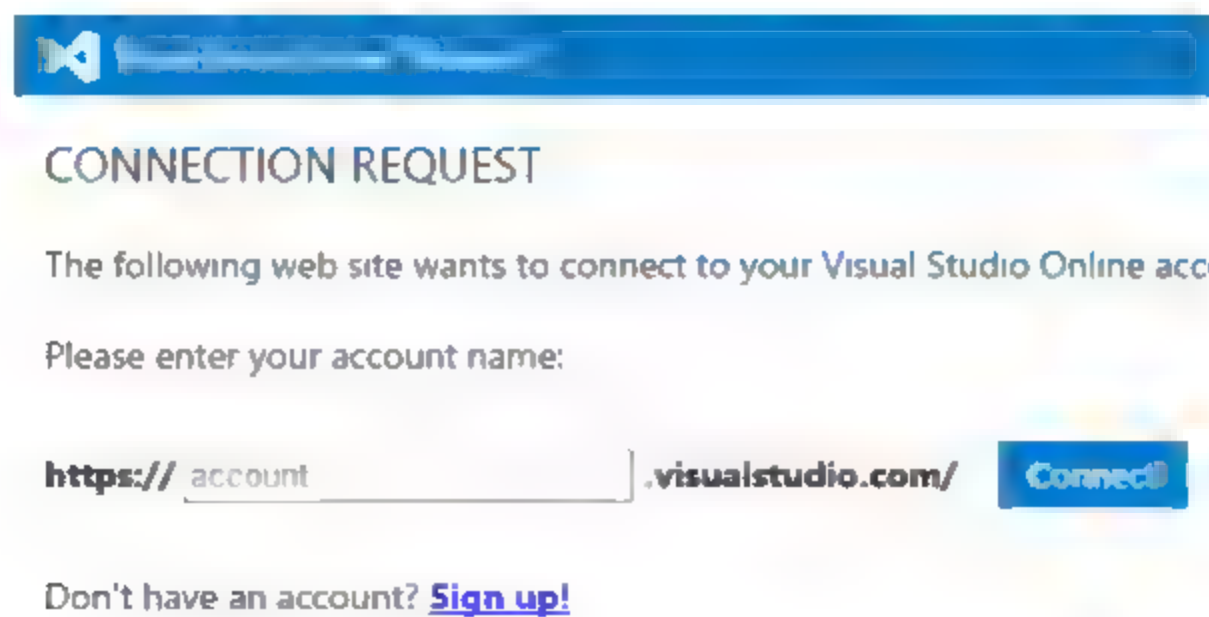 CONNECTION REQUEST
The following web site wants to connect to your Visual Studio Online
Please enter your account name:
https:// account .visualstudio.com/ Connect
Don't have an account? Sign up!